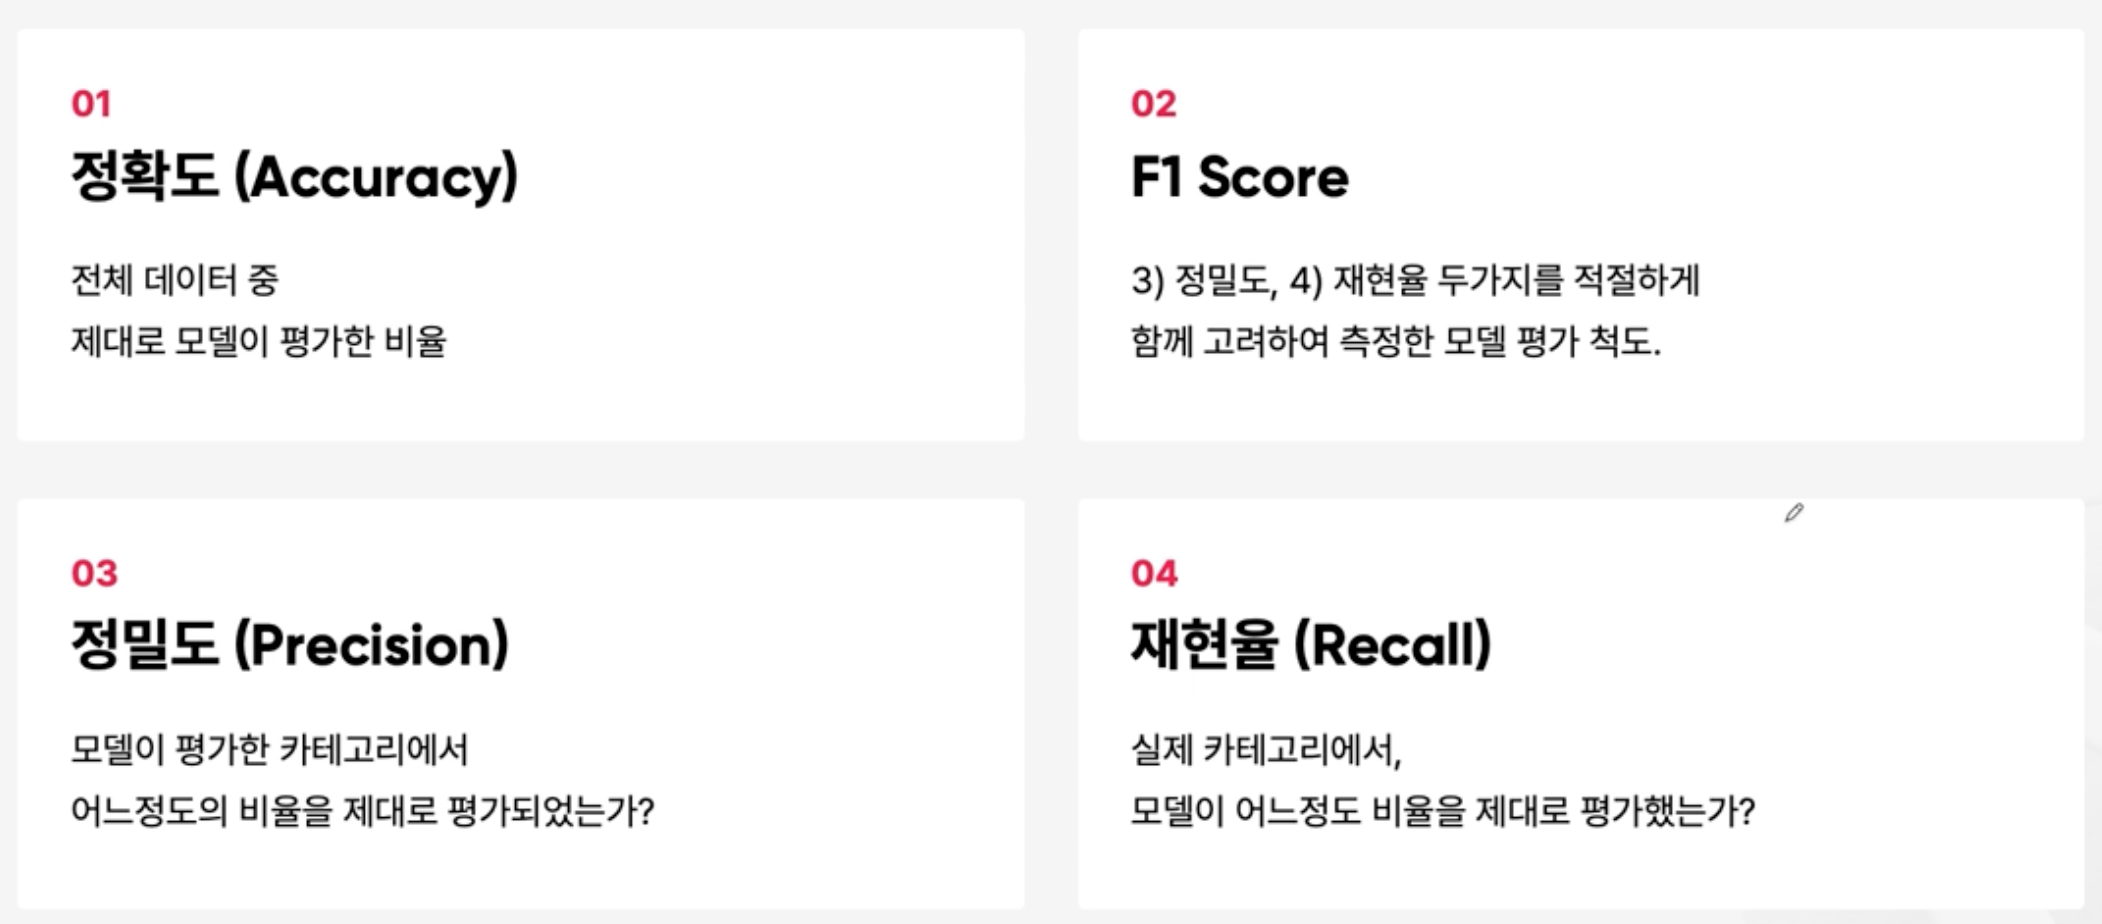 01
정확도 (Accuracy)
전체 데이터 중
제대로 모델이 평가한 비율
02
F1 Score
3) 정밀도, 4) 재현율 두가지를 적절하게
함께 고려하여 측정한 모델 평가 척도.
03
정밀도 (Precision)
모델이 평가한 카테고리에서
어느정도의 비율을 제대로 평가되었는가?
04
재현율 (Recall)
실제 카테고리에서,
모델이 어느정도 비율을 제대로 평가했는가?